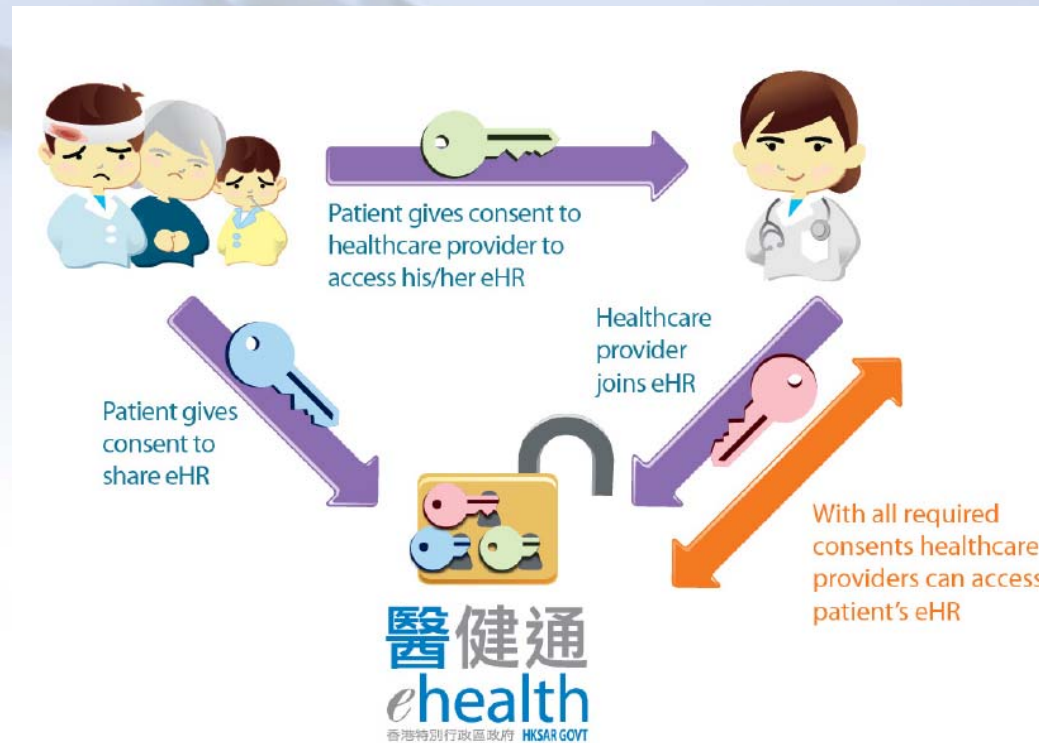 Patient gives consent to
healthcare provider to
access his/her eHR
Healthcare
provider
joins eHR
Patient gives
consent to
share eHR
With all required
consents healthcare
providers can access
patient's eHR
醫健通
ehealth
香港特別行政區政府 HKSAR GOVT